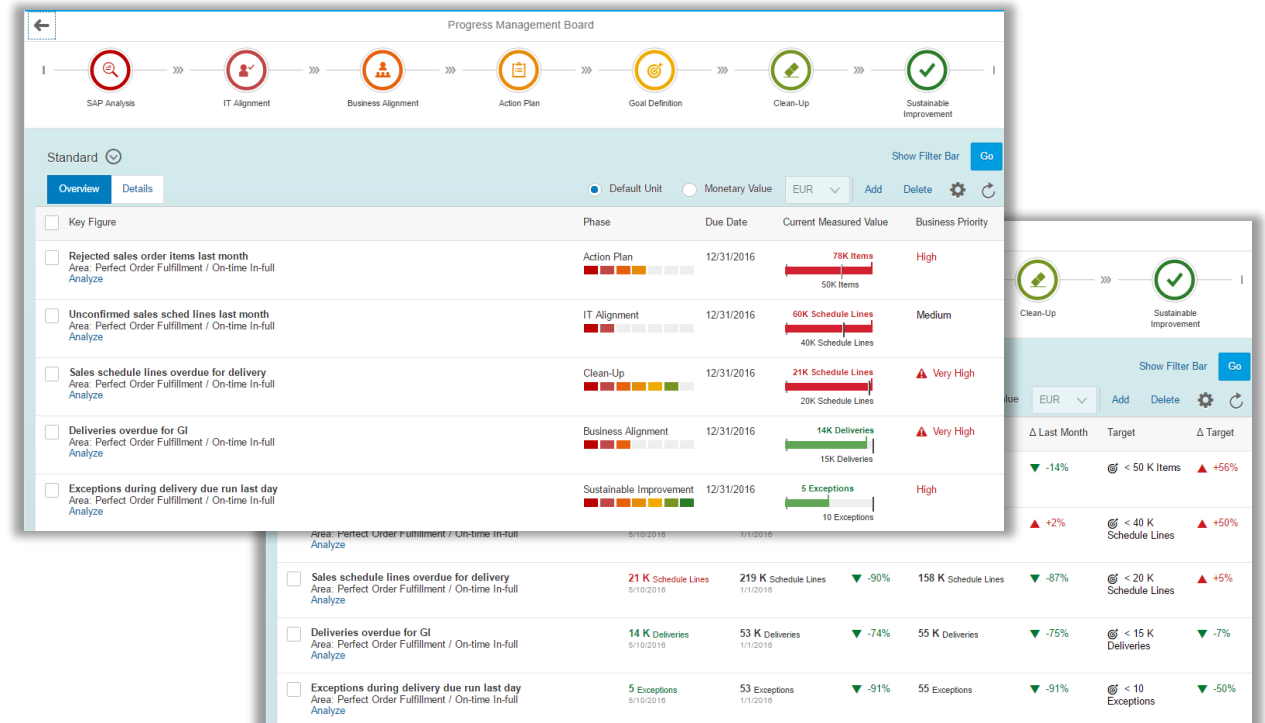 Progress Management Board
SAP Analysis
IT Alignment
Business Alignment
Action Plan
Goal Definition
Clean-Up
Sustainable
Improvement
Standard
Show Filter Bar Go
Overview Details Default Unit Monetary Value EUR Add Delete
Key Figure Phase Due Date Current Measured Value Business Priority
Rejected sales order items last month
Area: Perfect Order Fulfillment / On-time In-full
Analyze
Action Plan 12/31/2016 78K Items High
50K Items
Unconfirmed sales sched lines last month
Area: Perfect Order Fulfillment / On-time In-full
Analyze
IT Alignment 12/31/2016 60K Schedule Lines Medium
40K Schedule Lines
Sales schedule lines overdue for delivery
Area: Perfect Order Fulfillment / On-time In-full
Analyze
Clean-Up 12/31/2016 21K Schedule Lines Very High
20K Schedule Lines
Deliveries overdue for GI
Area: Perfect Order Fulfillment / On-time In-full
Analyze
Business Alignment 12/31/2016 14K Deliveries Very High
15K Deliveries
Exceptions during delivery due run last day
Area: Perfect Order Fulfillment / On-time In-full
Analyze
Sustainable Improvement 12/31/2016 5 Exceptions High
10 Exceptions
Clean-Up
Sustainable
Improvement
Show Filter Bar Go
EUR Add Delete
Δ Last Month Target Δ Target
-14% < 50 K Items +56%
Area: Perfect Order Fulfillment / On-time In-full
Analyze
5/10/2016 1/1/2016
+2% < 40 K +50%
Schedule Lines
Sales schedule lines overdue for delivery
Area: Perfect Order Fulfillment / On-time In-full
Analyze
21 K Schedule Lines 219 K Schedule Lines -90% 158 K Schedule Lines -87% < 20 K +5%
5/10/2016 1/1/2016 Schedule Lines
Deliveries overdue for GI
Area: Perfect Order Fulfillment / On-time In-full
Analyze
14 K Deliveries 53 K Deliveries -74% 55 K Deliveries -75% < 15 K -7%
5/10/2016 1/1/2016 Deliveries
Exceptions during delivery due run last day
Area: Perfect Order Fulfillment / On-time In-full
Analyze
5 Exceptions 53 Exceptions -91% 55 Exceptions -91% < 10 -50%
5/10/2016 1/1/2016 Exceptions